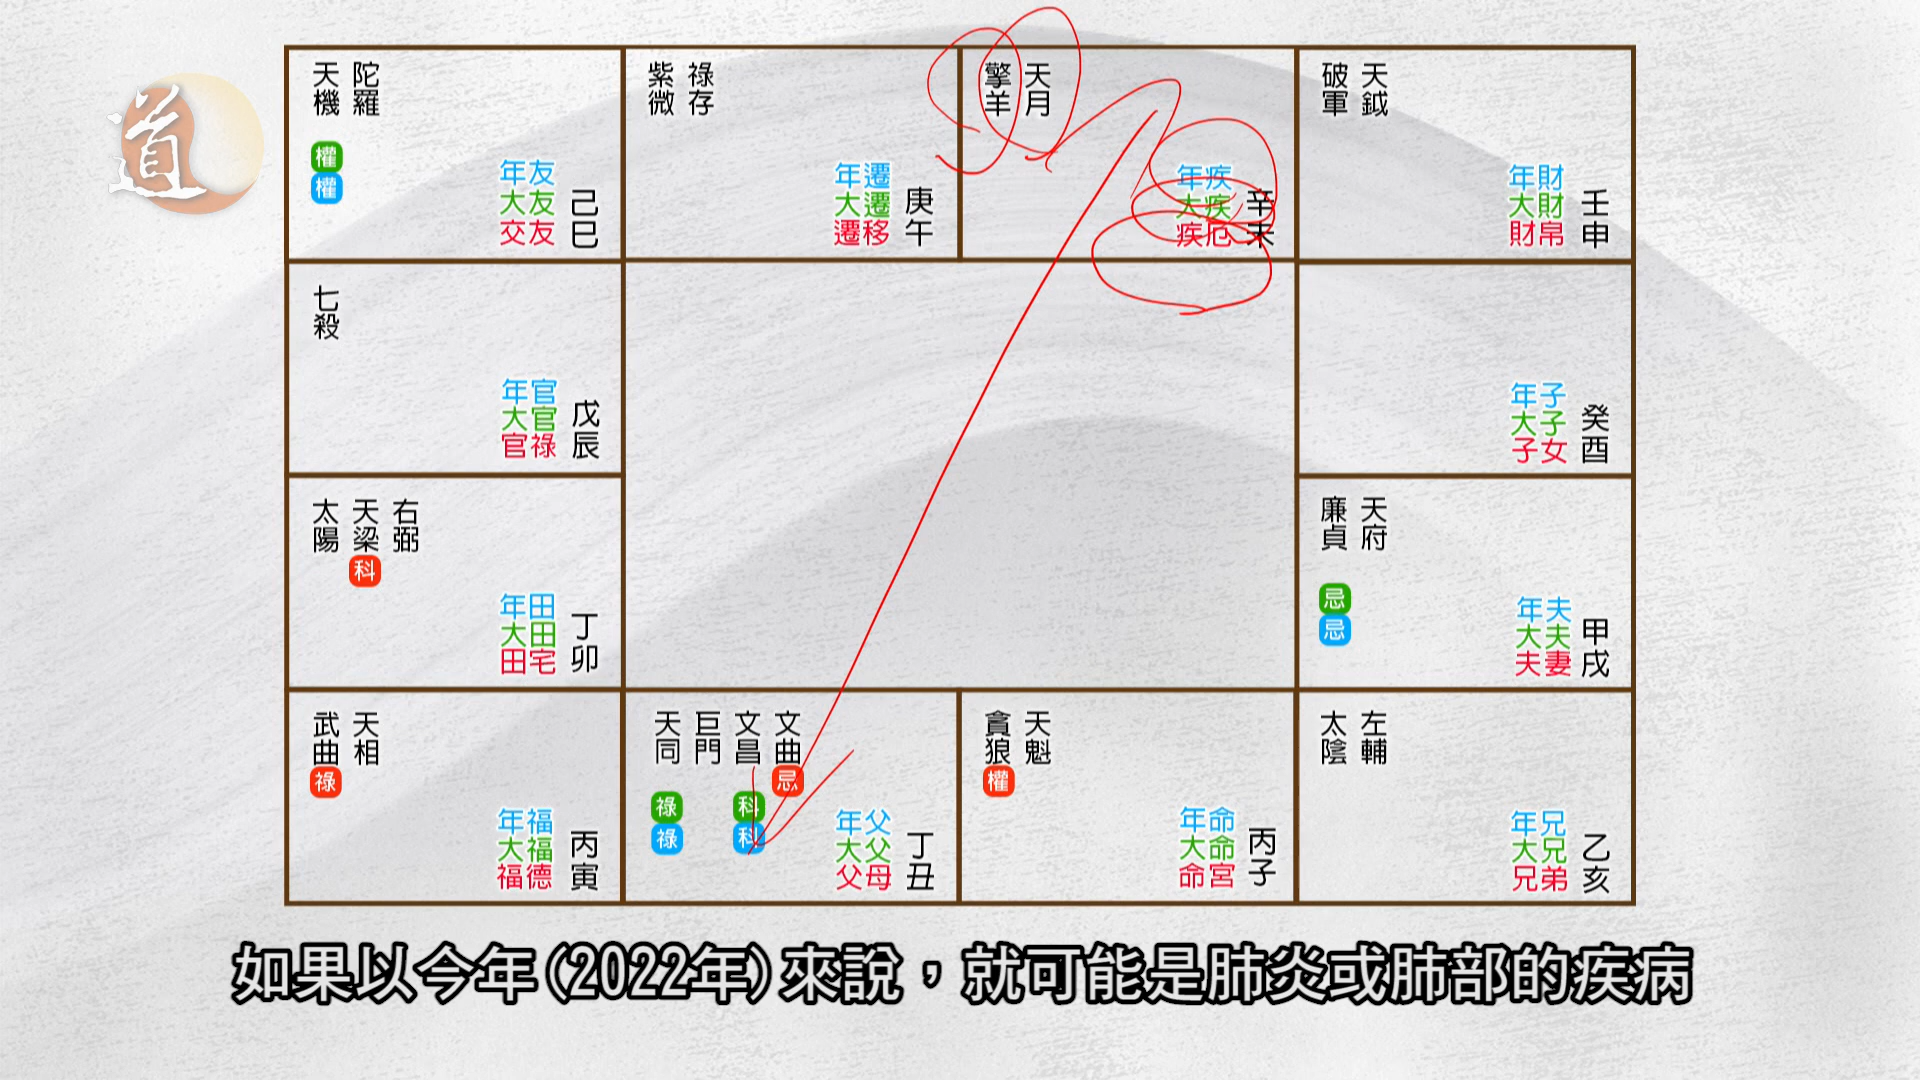 道
天機 陀羅
權
權
年友
大友
交友
己巳
紫微 祿存
年遷
大遷
遷移
庚午
擎羊 天月
年疾
大疾
疾厄
辛未
破軍 天鉞
年財
大財
財帛
壬申
七殺
年官
大官
官祿
戊辰
年子
大子
子女
癸酉
太陽 天梁 右弼
科
年田
大田
田宅
丁卯
廉貞 天府
忌
忌
年夫
大夫
夫妻
甲戌
武曲 天相
祿
年福
大福
福德
丙寅
天同 巨門 文昌 文曲
忌
祿 科
祿 科
年父
大父
父母
丁丑
貪狼 天魁
權
年命
大命
命宮
丙子
太陰 左輔
年兄
大兄
兄弟
乙亥
如果以今年(2022年)來說，就可能是肺炎或肺部的疾病